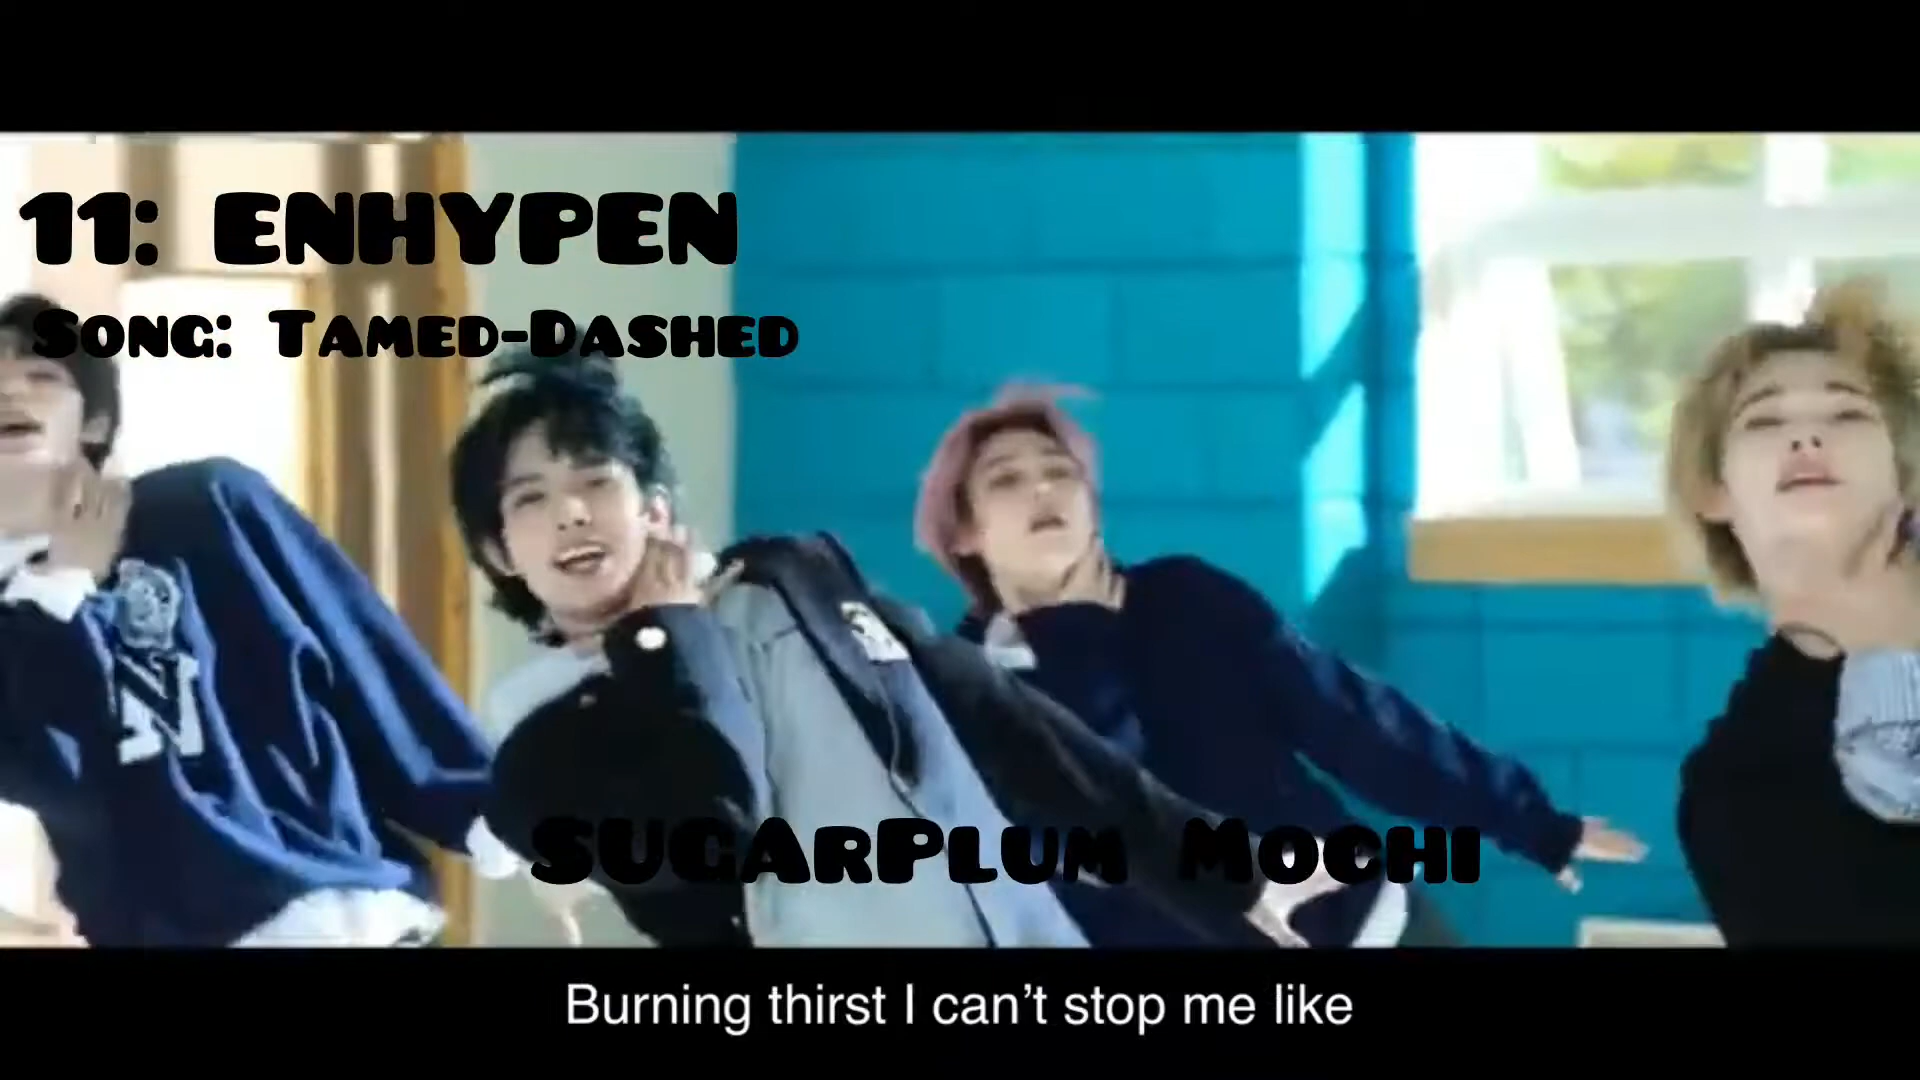 11: ENHYPEN
Song: Tamed-Dashed
N
SUGArPlum Mochi
Burning thirst I can’t stop me like